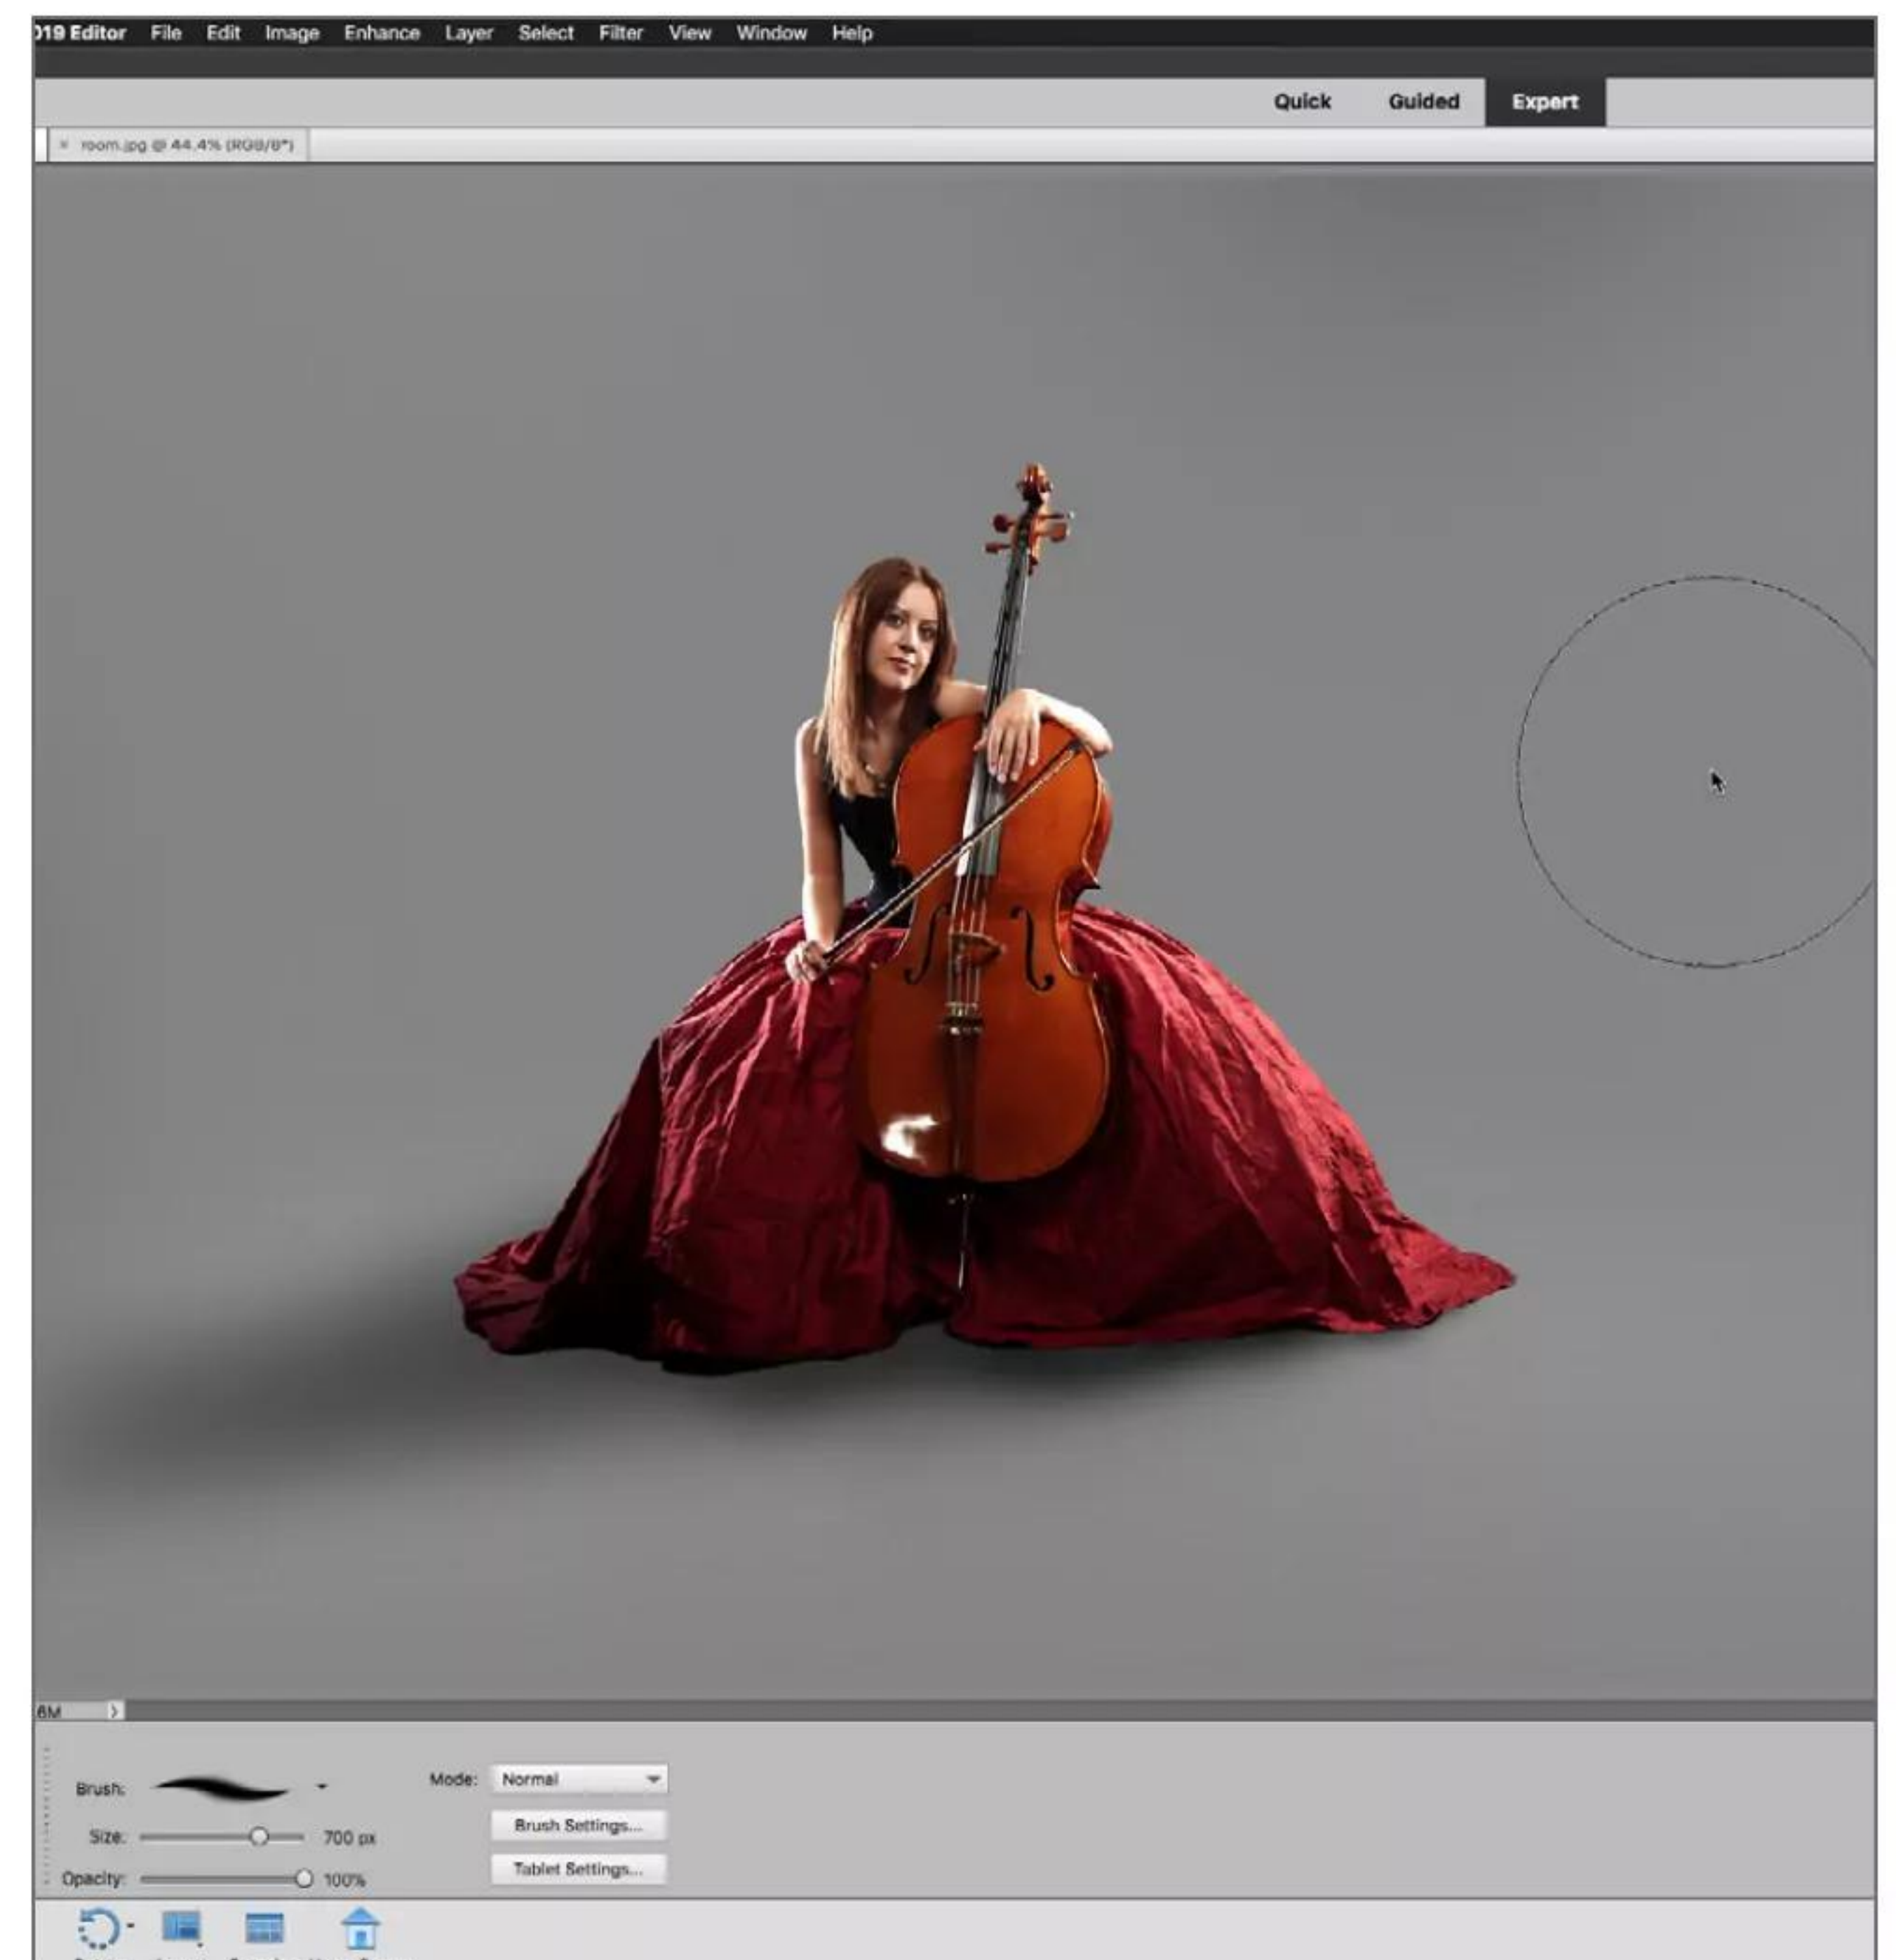 019 Editor File Edit Image Enhance Layer Select Filter View Window Help
Quick Guided Expert
× room.jpg @ 44.4% (RGB/8*)
6M
Brush:
Mode: Normal
Brush Settings...
Size: 700 px
Tablet Settings...
Opacity: 100%